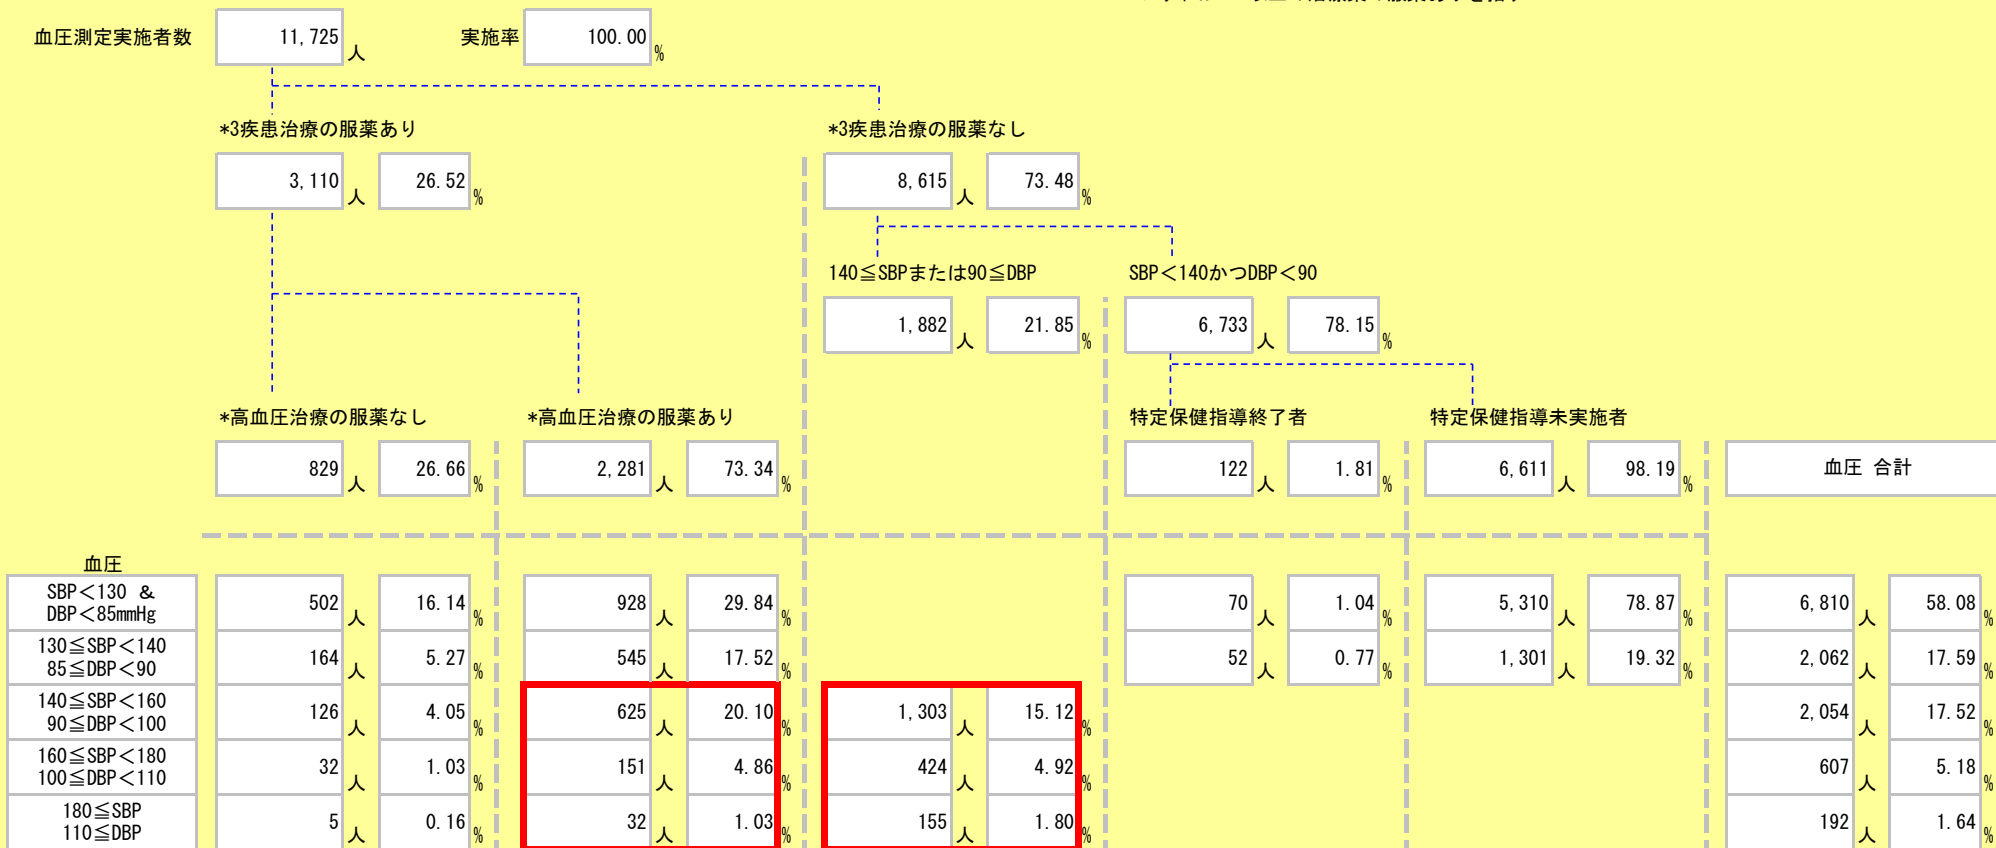 血圧測定実施者数 11,725 人 実施率 100.00 %
*3疾患治療の服薬あり *3疾患治療の服薬なし
3,110 人 26.52 % 8,615 人 73.48 %
140≦SBPまたは90≦DBP SBP<140かつDBP<90
1,882 人 21.85 % 6,733 人 78.15 %
*高血圧治療の服薬なし *高血圧治療の服薬あり 特定保健指導終了者 特定保健指導未実施者
829 人 26.66 % 2,281 人 73.34 % 122 人 1.81 % 6,611 人 98.19 % 血圧 合計
血圧
SBP<130 &
DBP<85mmHg
502 人 16.14 % 928 人 29.84 % 70 人 1.04 % 5,310 人 78.87 % 6,810 人 58.08 %
130≦SBP<140
85≦DBP<90
164 人 5.27 % 545 人 17.52 % 52 人 0.77 % 1,301 人 19.32 % 2,062 人 17.59 %
140≦SBP<160
90≦DBP<100
126 人 4.05 % 625 人 20.10 % 1,303 人 15.12 % 2,054 人 17.52 %
160≦SBP<180
100≦DBP<110
32 人 1.03 % 151 人 4.86 % 424 人 4.92 % 607 人 5.18 %
180≦SBP
110≦DBP
5 人 0.16 % 32 人 1.03 % 155 人 1.80 % 192 人 1.64 %